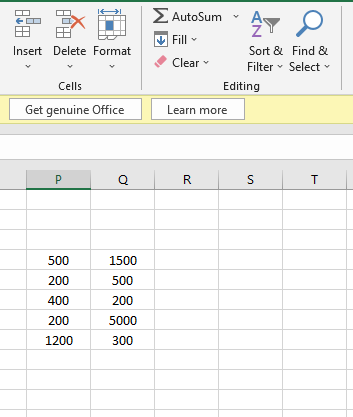 AutoSum
Fill
Clear
Insert Delete Format
Sort & Find &
Filter Select
Cells
Editing
Get genuine Office
Learn more
P Q R S T
500 1500
200 500
400 200
200 5000
1200 300